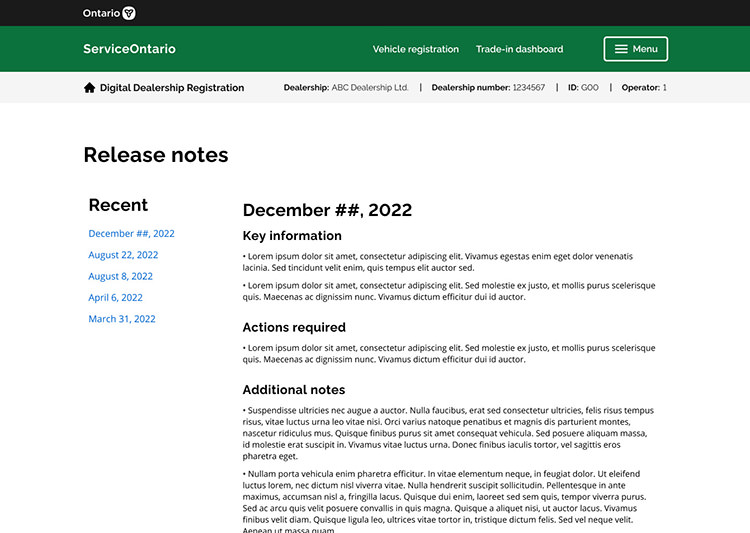 Ontario
ServiceOntario
Vehicle registration
Trade-in dashboard
Menu
Digital Dealership Registration
Dealership: ABC Dealership Ltd. | Dealership number: 1234567 | ID: GOO | Operator: 1
Release notes
Recent
December ##, 2022
August 22, 2022
August 8, 2022
April 6, 2022
March 31, 2022
December ##, 2022
Key information
• Lorem ipsum dolor sit amet, consectetur adipiscing elit. Vivamus egestas enim eget dolor venenatis
lacinia. Sed tincidunt velit enim, quis tempus elit auctor sed.
• Lorem ipsum dolor sit amet, consectetur adipiscing elit. Sed molestie ex justo, et mollis purus scelerisque
quis. Maecenas ac dignissim nunc. Vivamus dictum efficitur dui id auctor.
Actions required
• Lorem ipsum dolor sit amet, consectetur adipiscing elit. Sed molestie ex justo, et mollis purus scelerisque
quis. Maecenas ac dignissim nunc. Vivamus dictum efficitur dui id auctor.
Additional notes
• Suspendisse ultricies nec augue a auctor. Nulla faucibus, erat sed consectetur ultricies, felis risus tempus
risus, vitae luctus urna leo vitae nisi. Orci varius natoque penatibus et magnis dis parturient montes,
nascetur ridiculus mus. Quisque finibus purus sit amet consequat vehicula. Sed posuere aliquam massa,
id molestie erat suscipit in. Vivamus vitae luctus urna. Donec finibus iaculis tortor, vel sagittis eros
pharetra eget.
• Nullam porta vehicula enim pharetra efficitur. In vitae elementum neque, in feugiat dolor. Ut eleifend
luctus lorem, nec dictum nisl viverra vitae. Nulla hendrerit suscipit sollicitudin. Pellentesque in ante
maximus, accumsan nisl a, fringilla lacus. Quisque dui enim, laoreet sed sem quis, tempor viverra purus.
Sed ac arcu quis velit posuere convallis in quis magna. Quisque a aliquet nisi, ut auctor lacus. Vivamus
finibus velit diam. Quisque ligula leo, ultrices vitae tortor in, tristique dictum felis. Sed vel neque velit.
Aenean ut massa quam